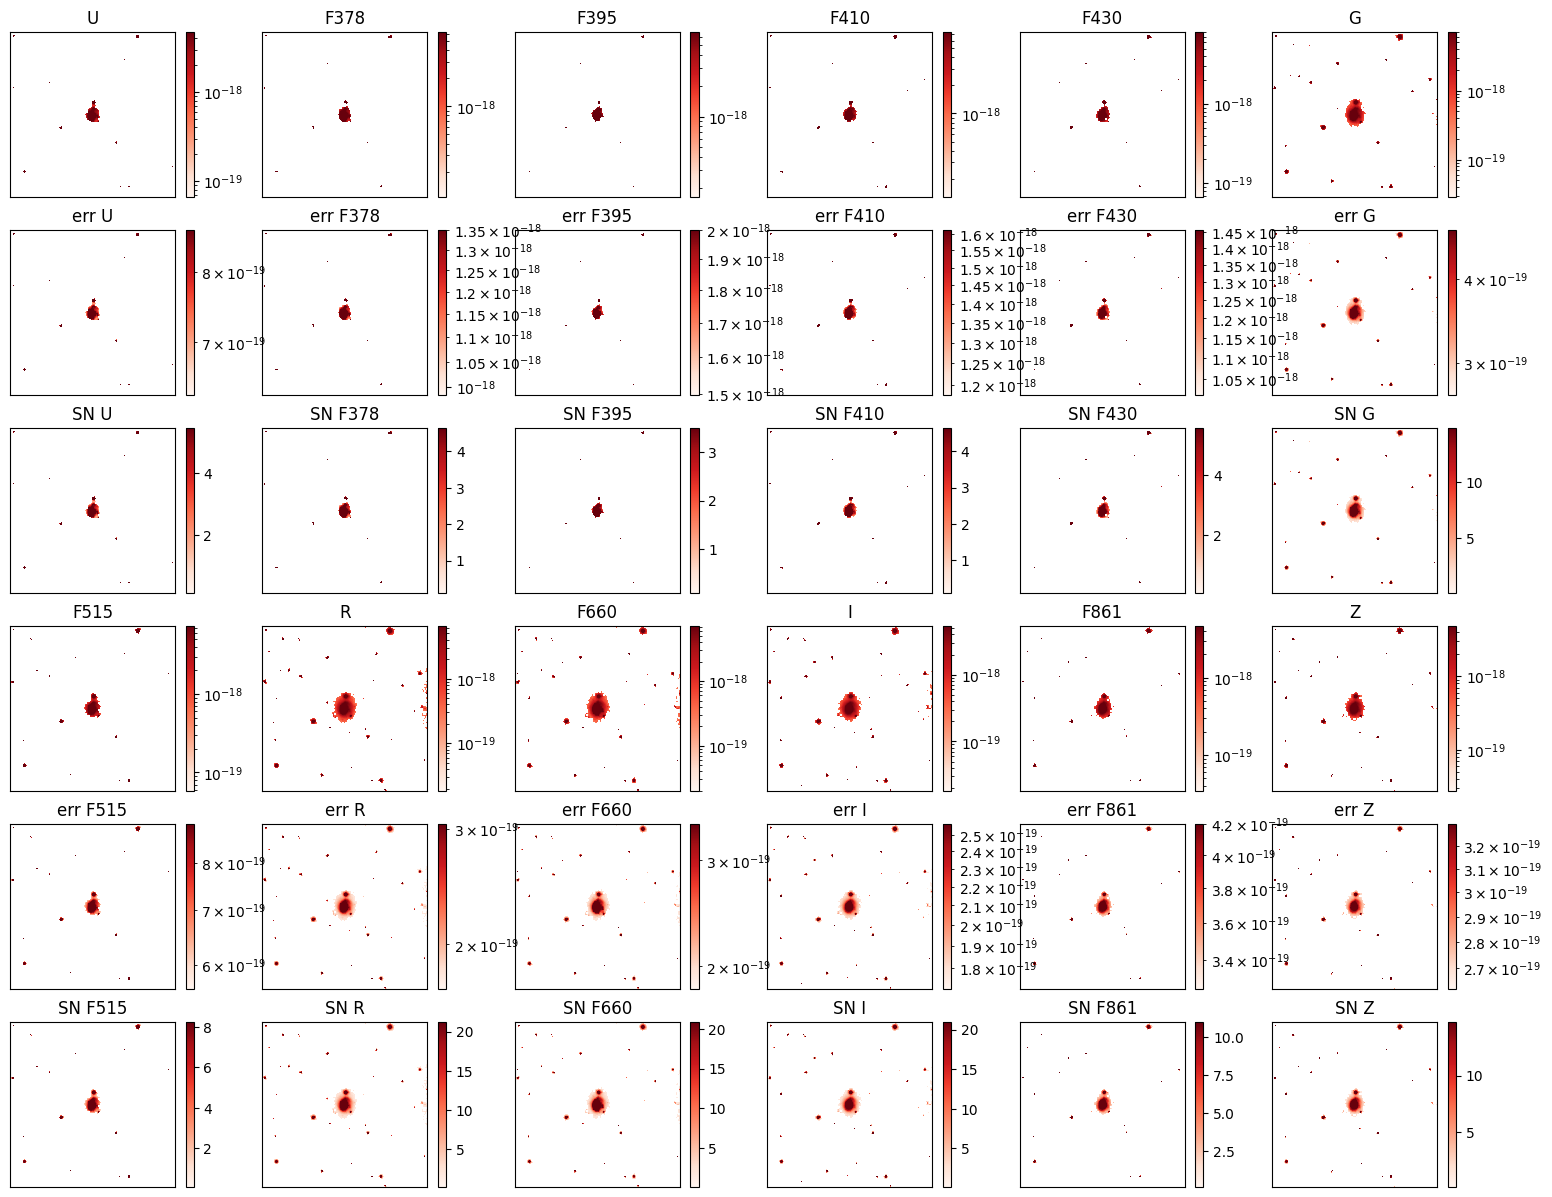 U F378 F395 F410 F430 G
10⁻¹⁸ 10⁻¹⁸ 10⁻¹⁸ 10⁻¹⁸ 10⁻¹⁸ 10⁻¹⁸
10⁻¹⁹ 10⁻¹⁹ 10⁻¹⁹
err U err F378 err F395 err F410 err F430 err G
8 × 10⁻¹⁹
7 × 10⁻¹⁹
1.35 × 10⁻¹⁸
1.3 × 10⁻¹⁸
1.25 × 10⁻¹⁸
1.2 × 10⁻¹⁸
1.15 × 10⁻¹⁸
1.1 × 10⁻¹⁸
1.05 × 10⁻¹⁸
10⁻¹⁸
2 × 10⁻¹⁸
1.9 × 10⁻¹⁸
1.8 × 10⁻¹⁸
1.7 × 10⁻¹⁸
1.6 × 10⁻¹⁸
1.5 × 10⁻¹⁸
1.6 × 10⁻¹⁸
1.55 × 10⁻¹⁸
1.5 × 10⁻¹⁸
1.45 × 10⁻¹⁸
1.4 × 10⁻¹⁸
1.35 × 10⁻¹⁸
1.3 × 10⁻¹⁸
1.25 × 10⁻¹⁸
1.2 × 10⁻¹⁸
1.45 × 10⁻¹⁸
1.4 × 10⁻¹⁸
1.35 × 10⁻¹⁸
1.3 × 10⁻¹⁸
1.25 × 10⁻¹⁸
1.2 × 10⁻¹⁸
1.15 × 10⁻¹⁸
1.1 × 10⁻¹⁸
1.05 × 10⁻¹⁸
4 × 10⁻¹⁹
3 × 10⁻¹⁹
SN U SN F378 SN F395 SN F410 SN F430 SN G
4
2
4
3
2
1
3
2
1
4
3
2
1
4
2
10
5
F515 R F660 I F861 Z
10⁻¹⁸ 10⁻¹⁸ 10⁻¹⁸ 10⁻¹⁸ 10⁻¹⁸ 10⁻¹⁸
10⁻¹⁹ 10⁻¹⁹ 10⁻¹⁹ 10⁻¹⁹ 10⁻¹⁹ 10⁻¹⁹
err F515 err R err F660 err I err F861 err Z
8 × 10⁻¹⁹
7 × 10⁻¹⁹
6 × 10⁻¹⁹
3 × 10⁻¹⁹
2 × 10⁻¹⁹
3 × 10⁻¹⁹
2 × 10⁻¹⁹
2.5 × 10⁻¹⁹
2.4 × 10⁻¹⁹
2.3 × 10⁻¹⁹
2.2 × 10⁻¹⁹
2.1 × 10⁻¹⁹
2 × 10⁻¹⁹
1.9 × 10⁻¹⁹
1.8 × 10⁻¹⁹
4.2 × 10⁻¹⁹
4 × 10⁻¹⁹
3.8 × 10⁻¹⁹
3.6 × 10⁻¹⁹
3.4 × 10⁻¹⁹
3.2 × 10⁻¹⁹
3.1 × 10⁻¹⁹
3 × 10⁻¹⁹
2.9 × 10⁻¹⁹
2.8 × 10⁻¹⁹
2.7 × 10⁻¹⁹
SN F515 SN R SN F660 SN I SN F861 SN Z
8
6
4
2
20
15
10
5
20
15
10
5
20
15
10
5
10.0
7.5
5.0
2.5
10
5